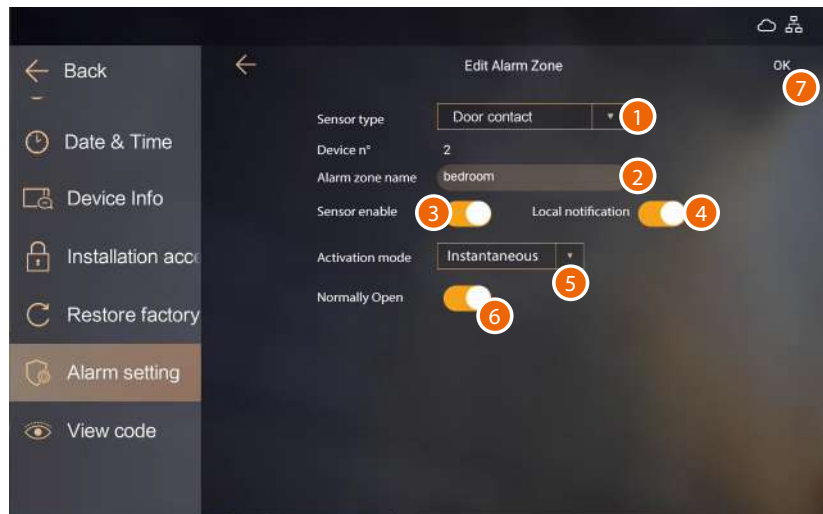 Back
Edit Alarm Zone
OK
7
Sensor type
Door contact
1
Date & Time
Device n°
2
Alarm zone name
bedroom
2
Device Info
Sensor enable
3
Local notification
4
Installation acc
Activation mode
Instantaneous
5
Normally Open
6
Restore factory
Alarm setting
View code